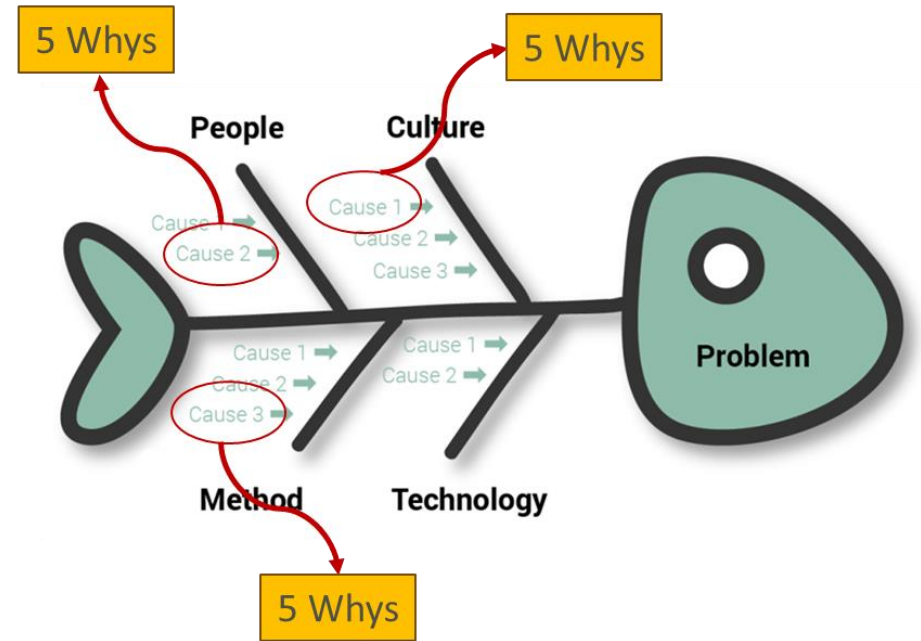 5 Whys
5 Whys
People
Culture
Cause 1
Cause 2
Cause 1
Cause 2
Cause 3
Problem
Cause 1
Cause 2
Cause 3
Cause 1
Cause 2
Method
Technology
5 Whys